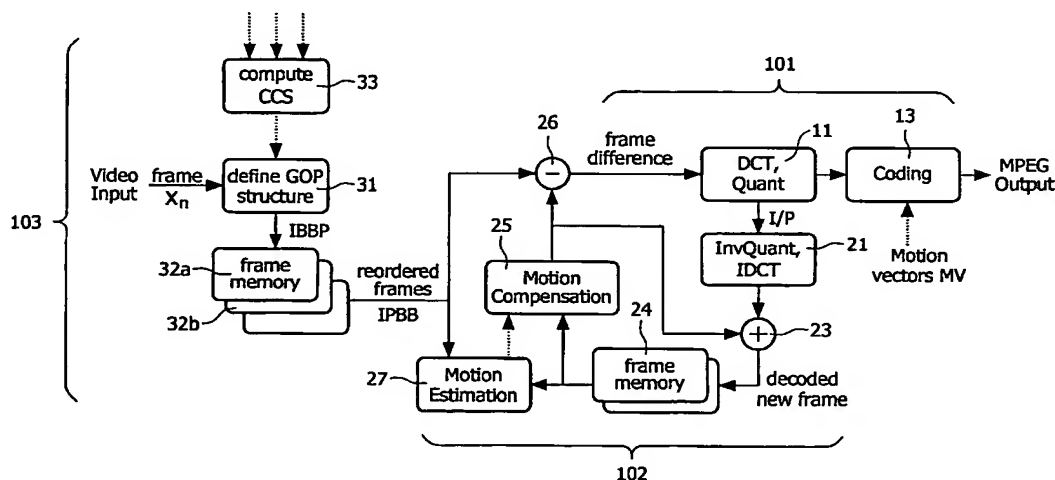 compute
CCS
33
101
26
frame
difference
11
13
DCT,
Quant
Coding
MPEG
Output
Video
Input
frame
Xn
define GOP
structure
31
103
IBBP
I/P
25
InvQuant,
IDCT
21
Motion
vectors MV
32a
frame
memory
32b
reordered
frames
IPBB
Motion
Compensation
24
23
27
Motion
Estimation
frame
memory
decoded
new frame
102